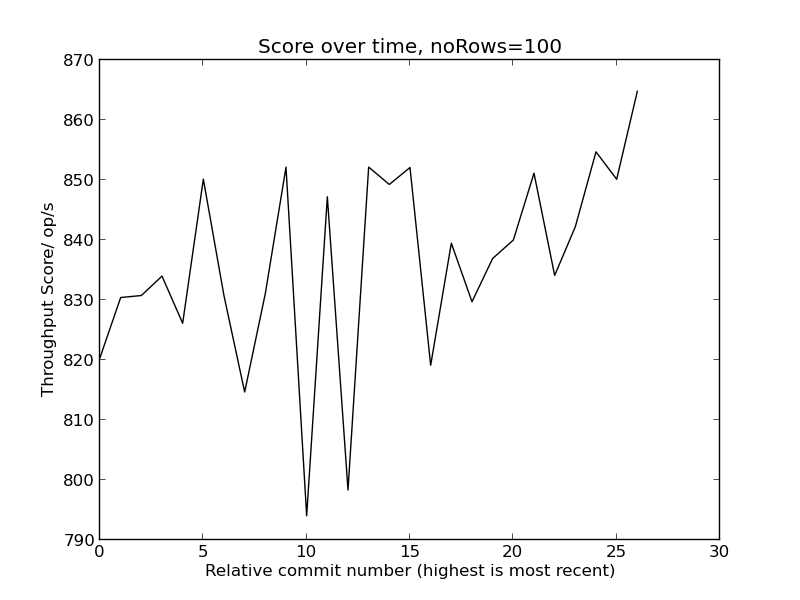 Score over time, noRows=100
Throughput Score/ op/s
870
860
850
840
830
820
810
800
790
0 5 10 15 20 25 30
Relative commit number (highest is most recent)